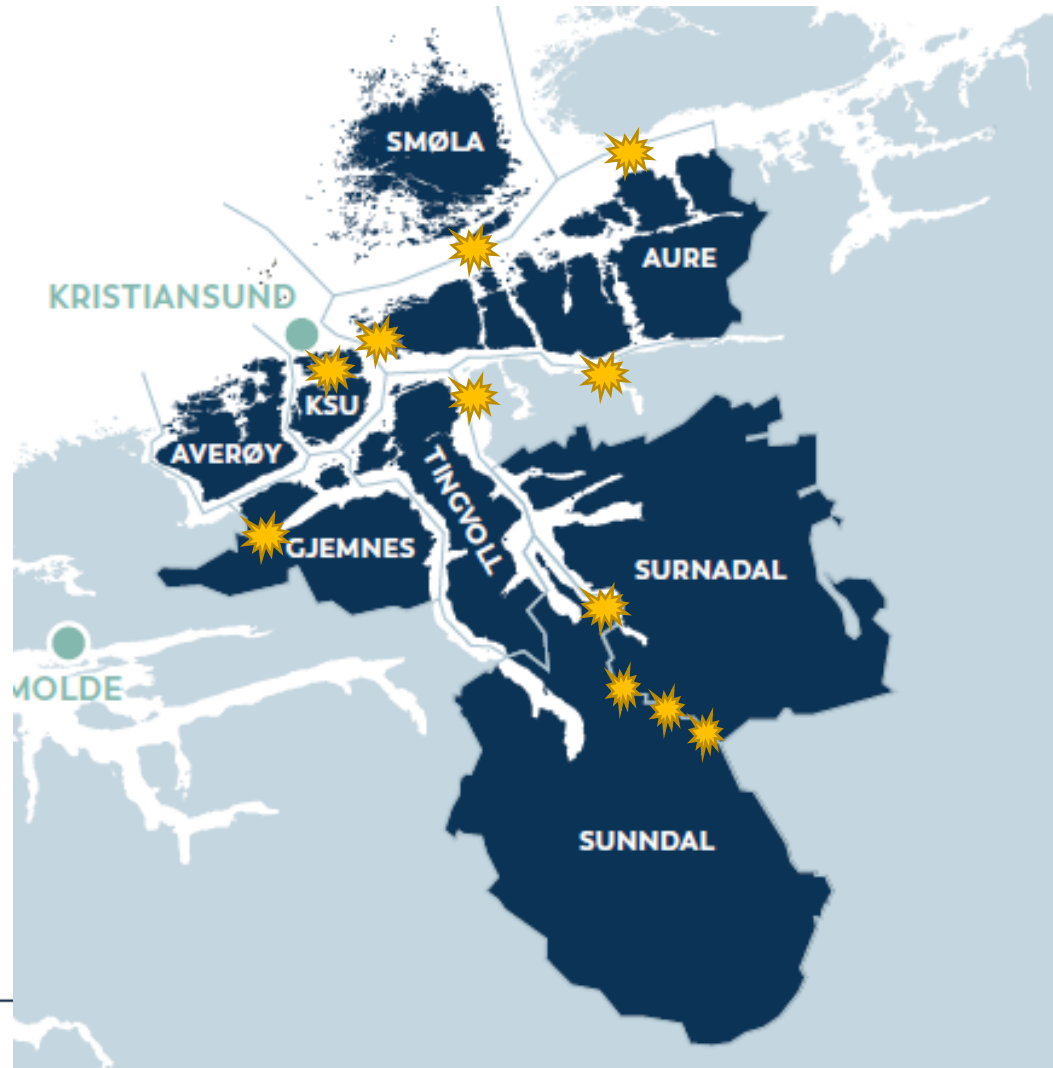 SMØLA
AURE
KRISTIANSUND
KSU
AVERØY
TINGVOLL
GJEMNES
SURNADAL
MOLDE
SUNNDAL